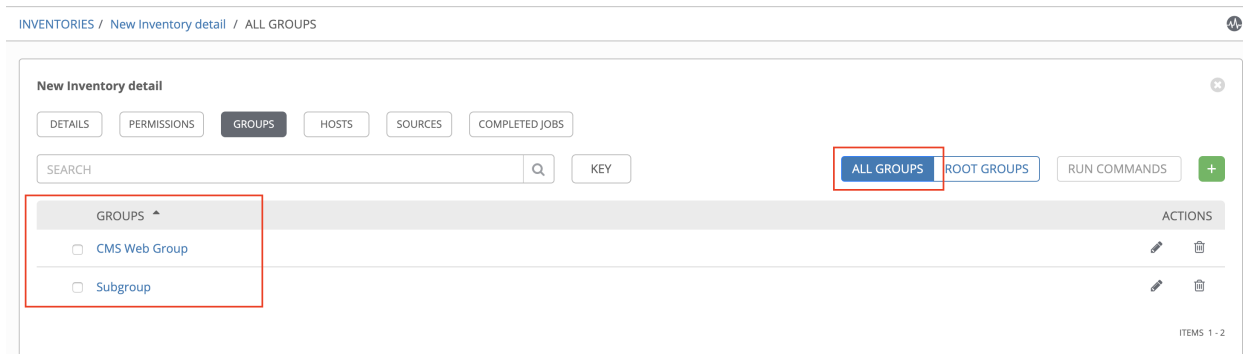 INVENTORIES / New Inventory detail / ALL GROUPS
New Inventory detail
DETAILS PERMISSIONS GROUPS HOSTS SOURCES COMPLETED JOBS
SEARCH KEY ALL GROUPS ROOT GROUPS RUN COMMANDS +
GROUPS ACTIONS
CMS Web Group
Subgroup
ITEMS 1 - 2